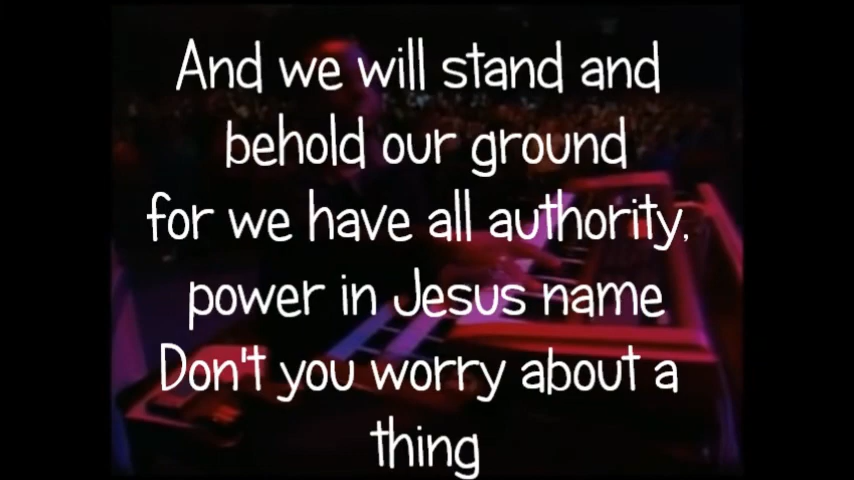 And we will stand and
behold our ground
for we have all authority,
power in Jesus name
Don't you worry about a
thing